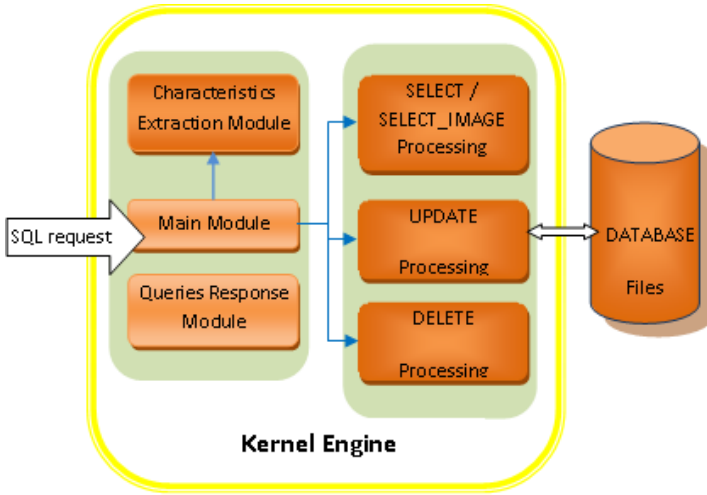 Characteristics
Extraction Module
SELECT /
SELECT_IMAGE
Processing
SQL request
Main Module
UPDATE
Processing
DATABASE
Files
Queries Response
Module
DELETE
Processing
Kernel Engine